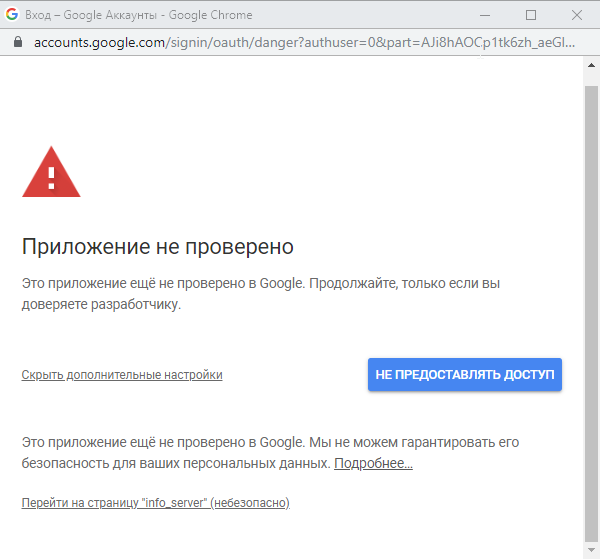 Вход – Google Аккаунты - Google Chrome
accounts.google.com/signin/oauth/danger?authuser=0&part=AJi8hAOCp1tk6zh_aeGl...
Приложение не проверено
Это приложение ещё не проверено в Google. Продолжайте, только если вы
доверяете разработчику.
Скрыть дополнительные настройки
НЕ ПРЕДОСТАВЛЯТЬ ДОСТУП
Это приложение ещё не проверено в Google. Мы не можем гарантировать его
безопасность для ваших персональных данных. Подробнее...
Перейти на страницу "info_server" (небезопасно)